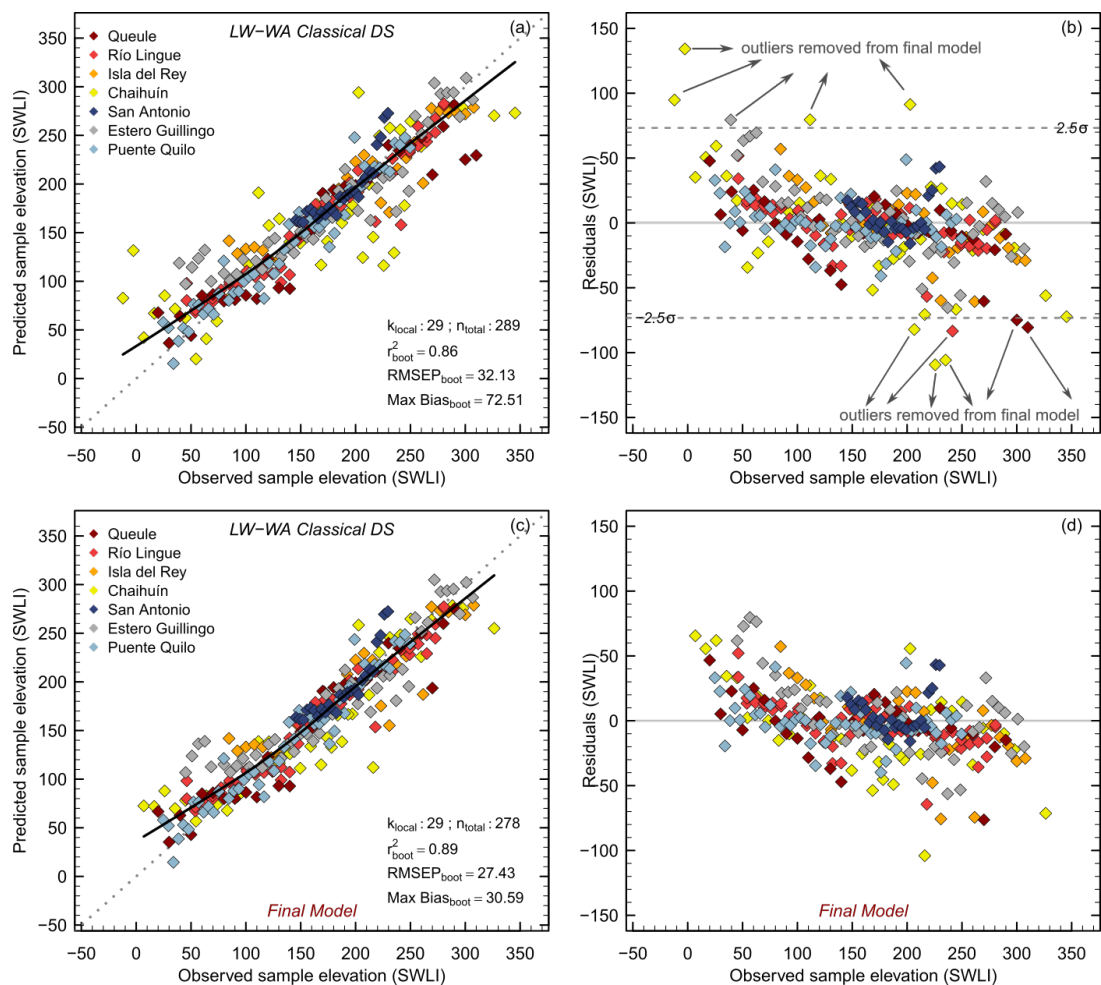 (a)
LW−WA Classical DS
Queule
Río Lingue
Isla del Rey
Chaihuín
San Antonio
Estero Guillingo
Puente Quilo
k_local : 29 ; n_total : 289
r²_boot = 0.86
RMSEP_boot = 32.13
Max Bias_boot = 72.51
350
300
250
200
150
100
50
0
−50
Predicted sample elevation (SWLI)
−50 0 50 100 150 200 250 300 350
Observed sample elevation (SWLI)
(b)
outliers removed from final model
2.5σ
−2.5σ
outliers removed from final model
150
100
50
0
−50
−100
−150
Residuals (SWLI)
−50 0 50 100 150 200 250 300 350
Observed sample elevation (SWLI)
(c)
LW−WA Classical DS
Queule
Río Lingue
Isla del Rey
Chaihuín
San Antonio
Estero Guillingo
Puente Quilo
k_local : 29 ; n_total : 278
r²_boot = 0.89
RMSEP_boot = 27.43
Max Bias_boot = 30.59
Final Model
350
300
250
200
150
100
50
0
−50
Predicted sample elevation (SWLI)
−50 0 50 100 150 200 250 300 350
Observed sample elevation (SWLI)
(d)
Final Model
150
100
50
0
−50
−100
−150
Residuals (SWLI)
−50 0 50 100 150 200 250 300 350
Observed sample elevation (SWLI)